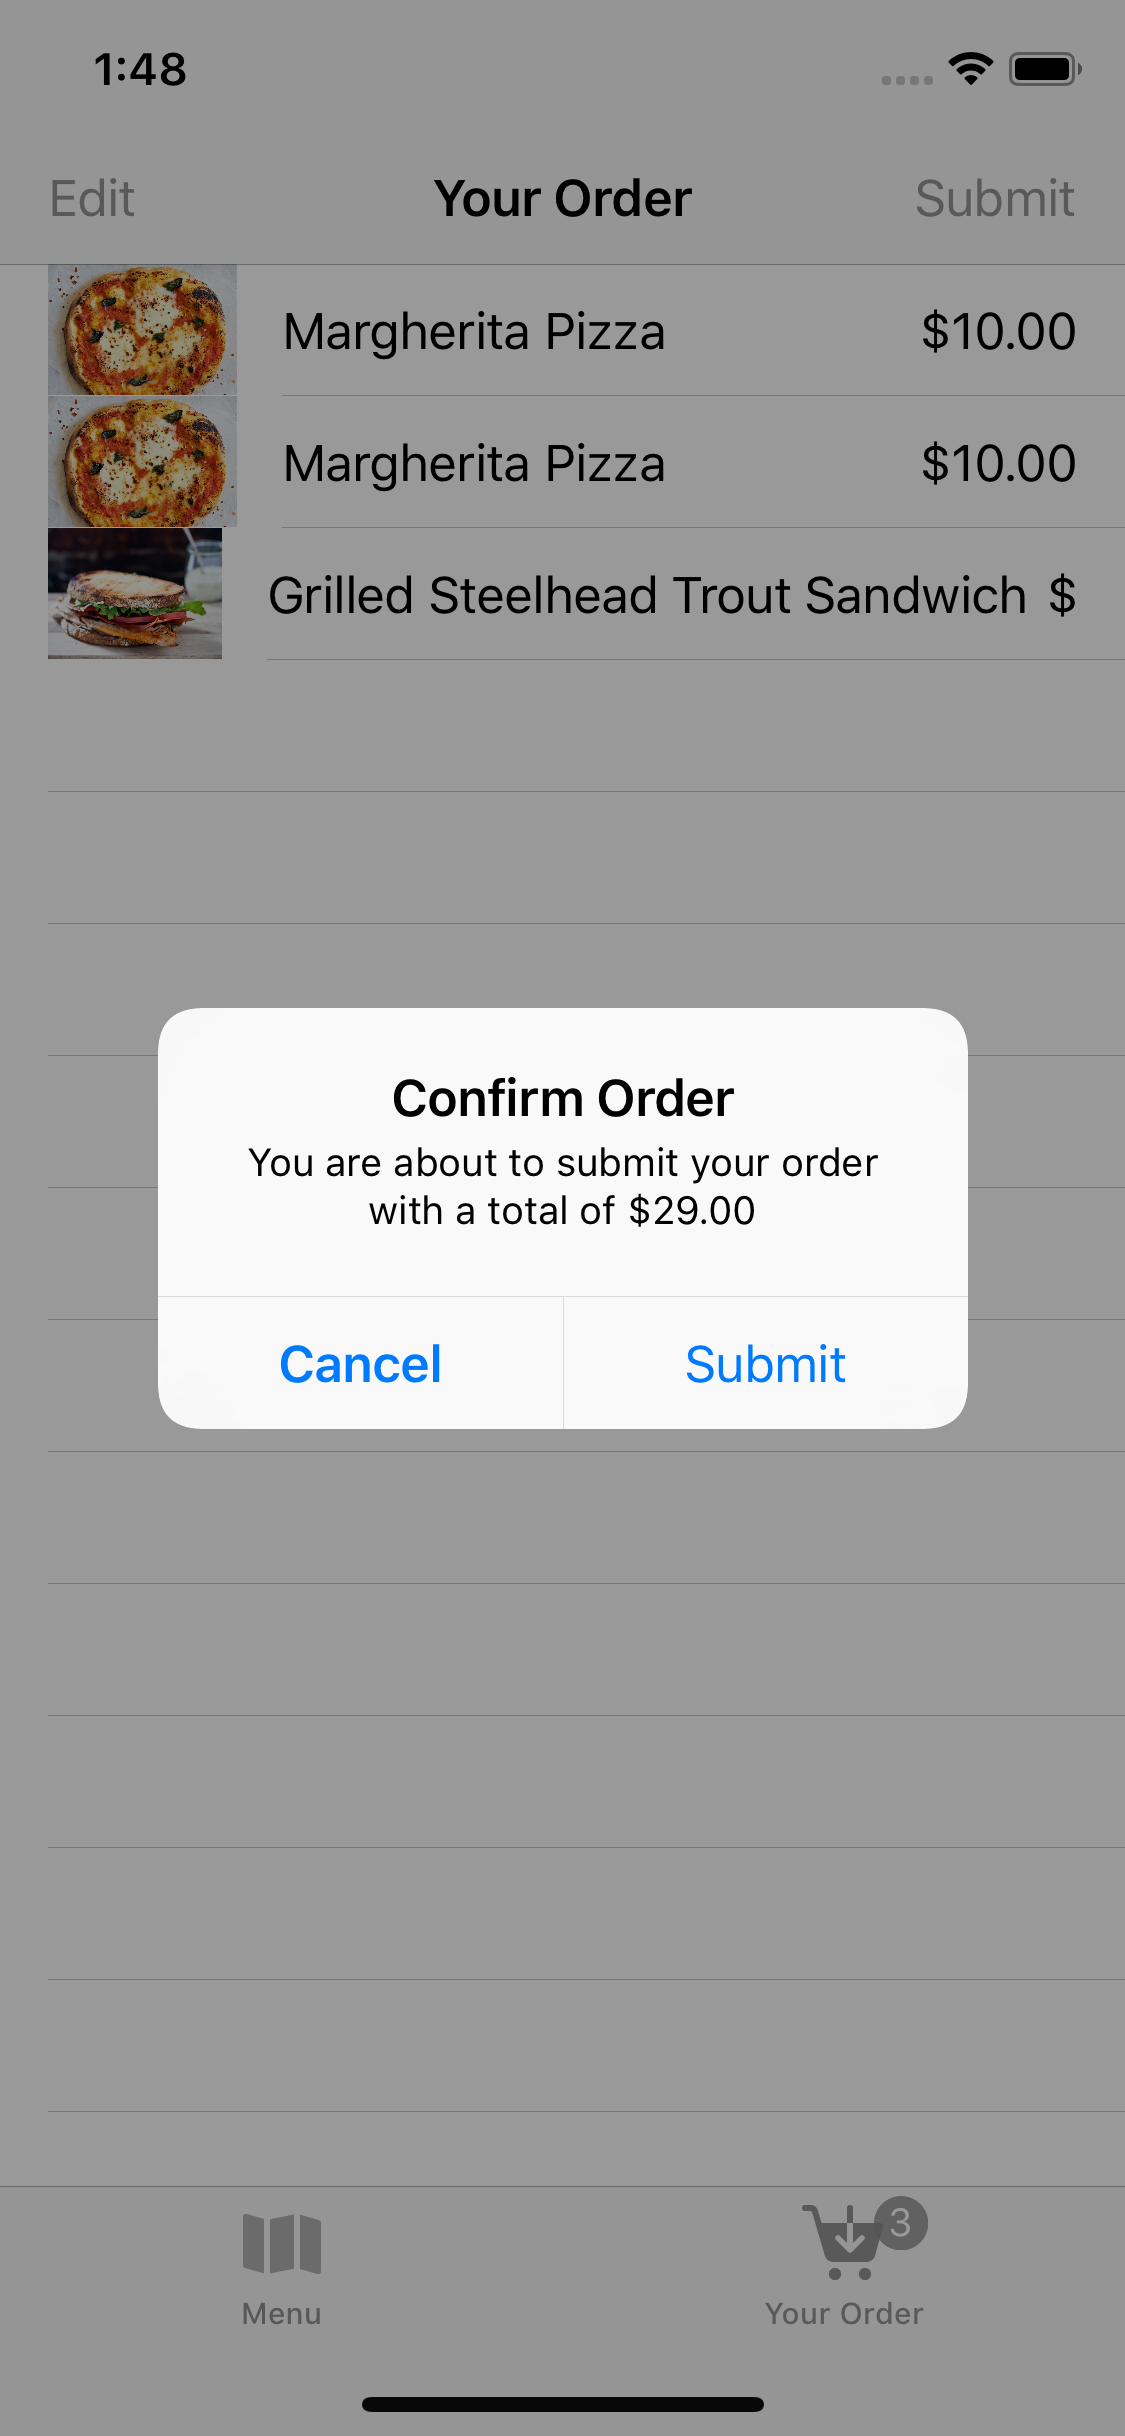 1:48
Edit Your Order Submit
Margherita Pizza $10.00
Margherita Pizza $10.00
Grilled Steelhead Trout Sandwich $
Confirm Order
You are about to submit your order
with a total of $29.00
Cancel Submit
3
Menu Your Order